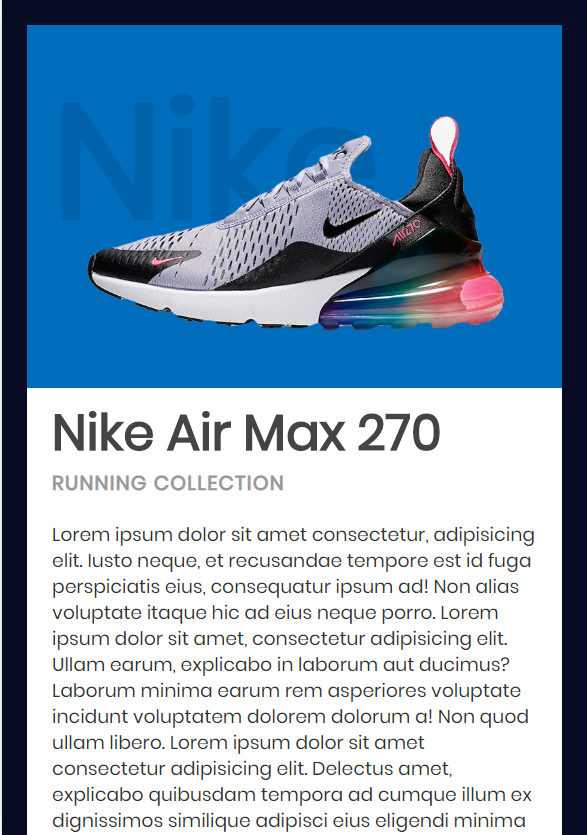 Nike
AIR 270
Nike Air Max 270
RUNNING COLLECTION
Lorem ipsum dolor sit amet consectetur, adipisicing
elit. Iusto neque, et recusandae tempore est id fuga
perspiciatis eius, consequatur ipsum ad! Non alias
voluptate itaque hic ad eius neque porro. Lorem
ipsum dolor sit amet, consectetur adipisicing elit.
Ullam earum, explicabo in laborum aut ducimus?
Laborum minima earum rem asperiores voluptate
incidunt voluptatem dolorem dolorum a! Non quod
ullam libero. Lorem ipsum dolor sit amet
consectetur adipisicing elit. Delectus amet,
explicabo quibusdam tempora ad cumque illum ex
dignissimos similique adipisci eius eligendi minima